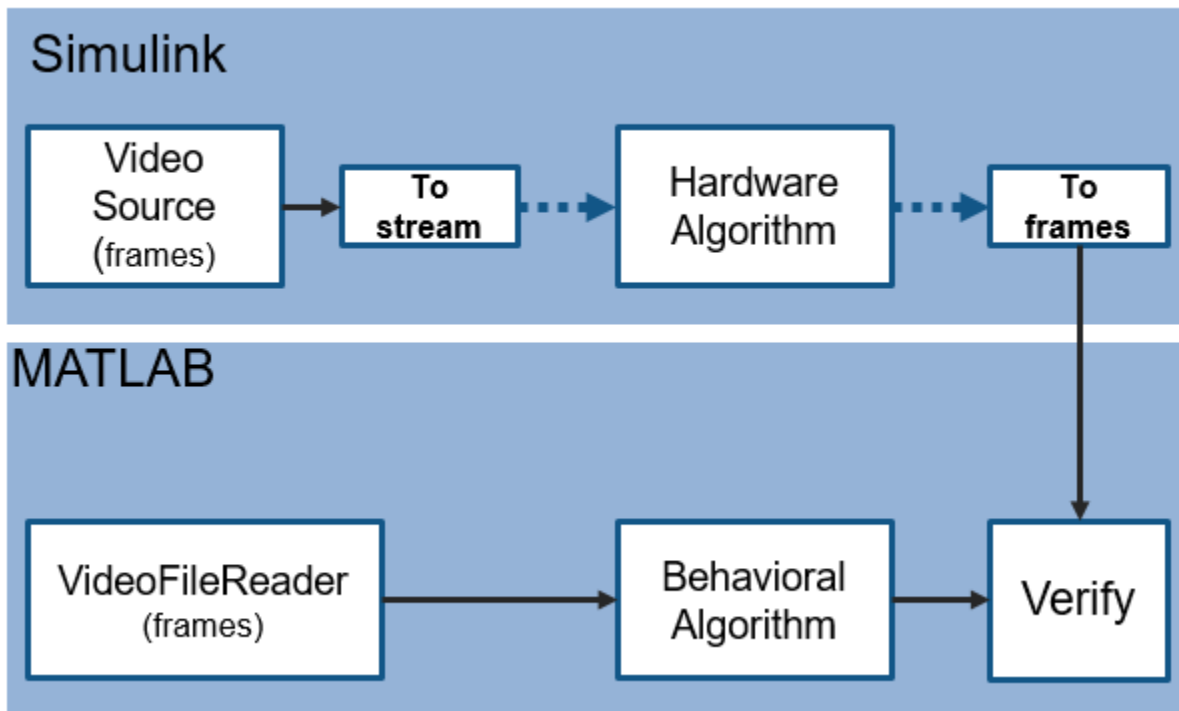 Simulink
Video
Source
(frames)
To
stream
Hardware
Algorithm
To
frames
MATLAB
VideoFileReader
(frames)
Behavioral
Algorithm
Verify